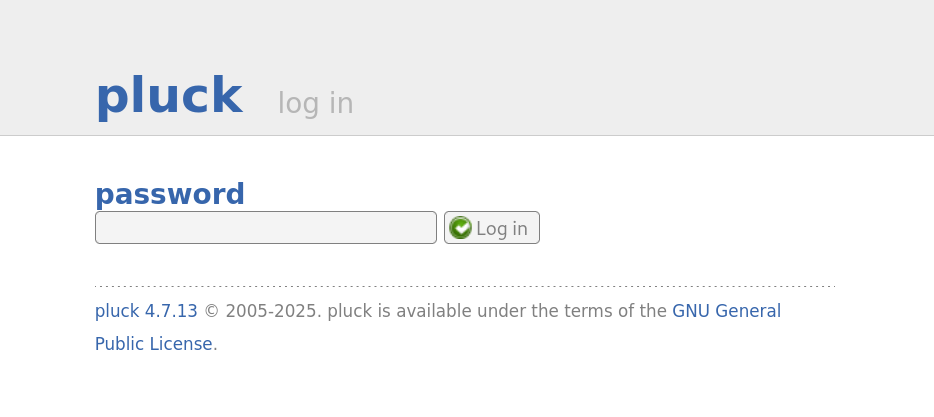 pluck log in
password
Log in
pluck 4.7.13 © 2005-2025. pluck is available under the terms of the GNU General
Public License.